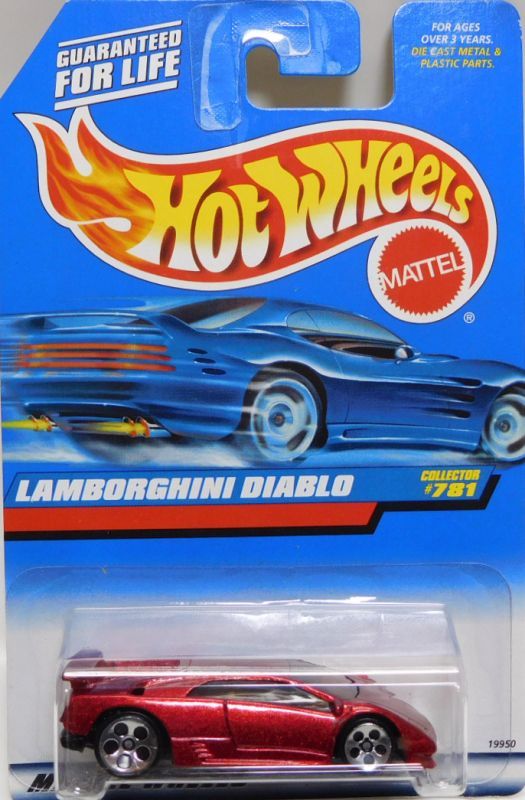 GUARANTEED
FOR LIFE
FOR AGES
OVER 3 YEARS.
DIE CAST METAL &
PLASTIC PARTS.
HOT WHEELS
MATTEL
®
LAMBORGHINI DIABLO
COLLECTOR
#781
19950